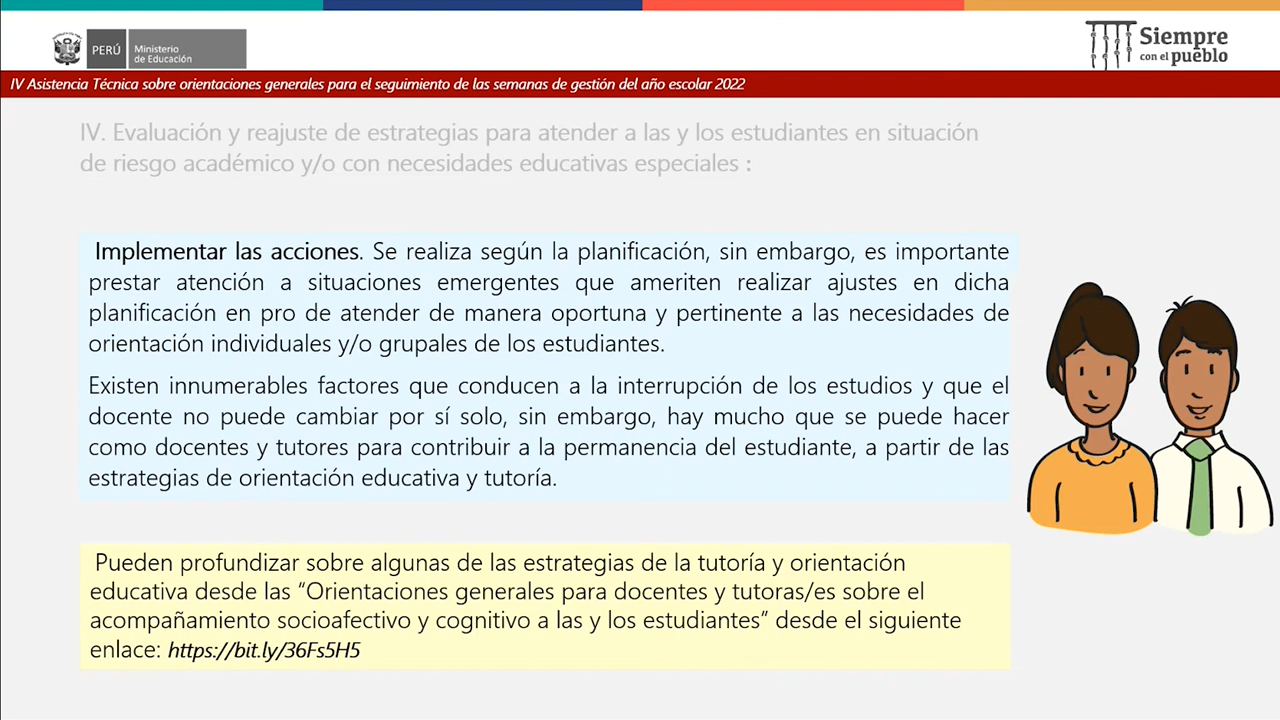 PERÚ
Ministerio
de Educación
Siempre
con el pueblo
IV Asistencia Técnica sobre orientaciones generales para el seguimiento de las semanas de gestión del año escolar 2022
IV. Evaluación y reajuste de estrategias para atender a las y los estudiantes en situación
de riesgo académico y/o con necesidades educativas especiales :
Implementar las acciones. Se realiza según la planificación, sin embargo, es importante
prestar atención a situaciones emergentes que ameriten realizar ajustes en dicha
planificación en pro de atender de manera oportuna y pertinente a las necesidades de
orientación individuales y/o grupales de los estudiantes.
Existen innumerables factores que conducen a la interrupción de los estudios y que el
docente no puede cambiar por sí solo, sin embargo, hay mucho que se puede hacer
como docentes y tutores para contribuir a la permanencia del estudiante, a partir de las
estrategias de orientación educativa y tutoría.
Pueden profundizar sobre algunas de las estrategias de la tutoría y orientación
educativa desde las “Orientaciones generales para docentes y tutoras/es sobre el
acompañamiento socioafectivo y cognitivo a las y los estudiantes” desde el siguiente
enlace: https://bit.ly/36Fs5H5